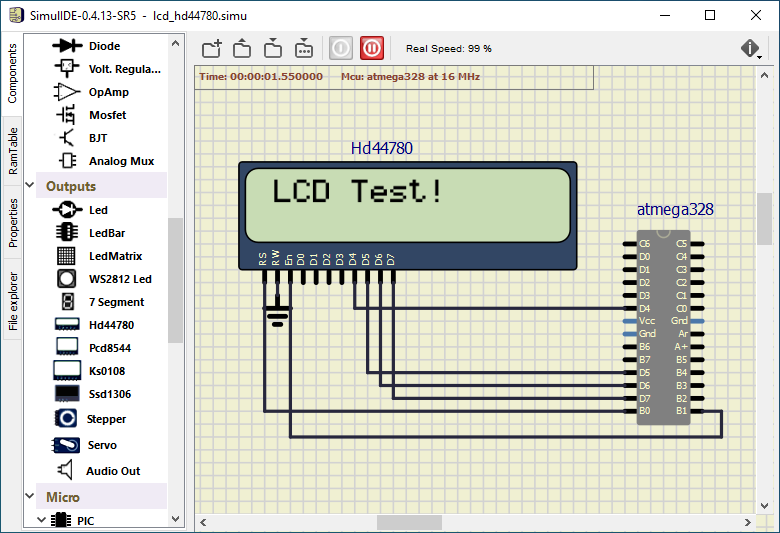 SimulIDE-0.4.13-SR5 - lcd_hd44780.simu
Components
RamTable
Properties
File explorer
Diode
Volt. Regula...
OpAmp
Mosfet
BJT
Analog Mux
Outputs
Led
LedBar
LedMatrix
WS2812 Led
7 Segment
Hd44780
Pcd8544
Ks0108
Ssd1306
Stepper
Servo
Audio Out
Micro
PIC
Real Speed: 99 %
Time: 00:00:01.550000 Mcu: atmega328 at 16 MHz
Hd44780
LCD Test!
RS RW En D0 D1 D2 D3 D4 D5 D6 D7
atmega328
C6 C5
D0 C4
D1 C3
D2 C2
D3 C1
D4 C0
Vcc Gnd
Gnd Ar
B6 A+
B7 B5
D5 B4
D6 B3
D7 B2
B0 B1